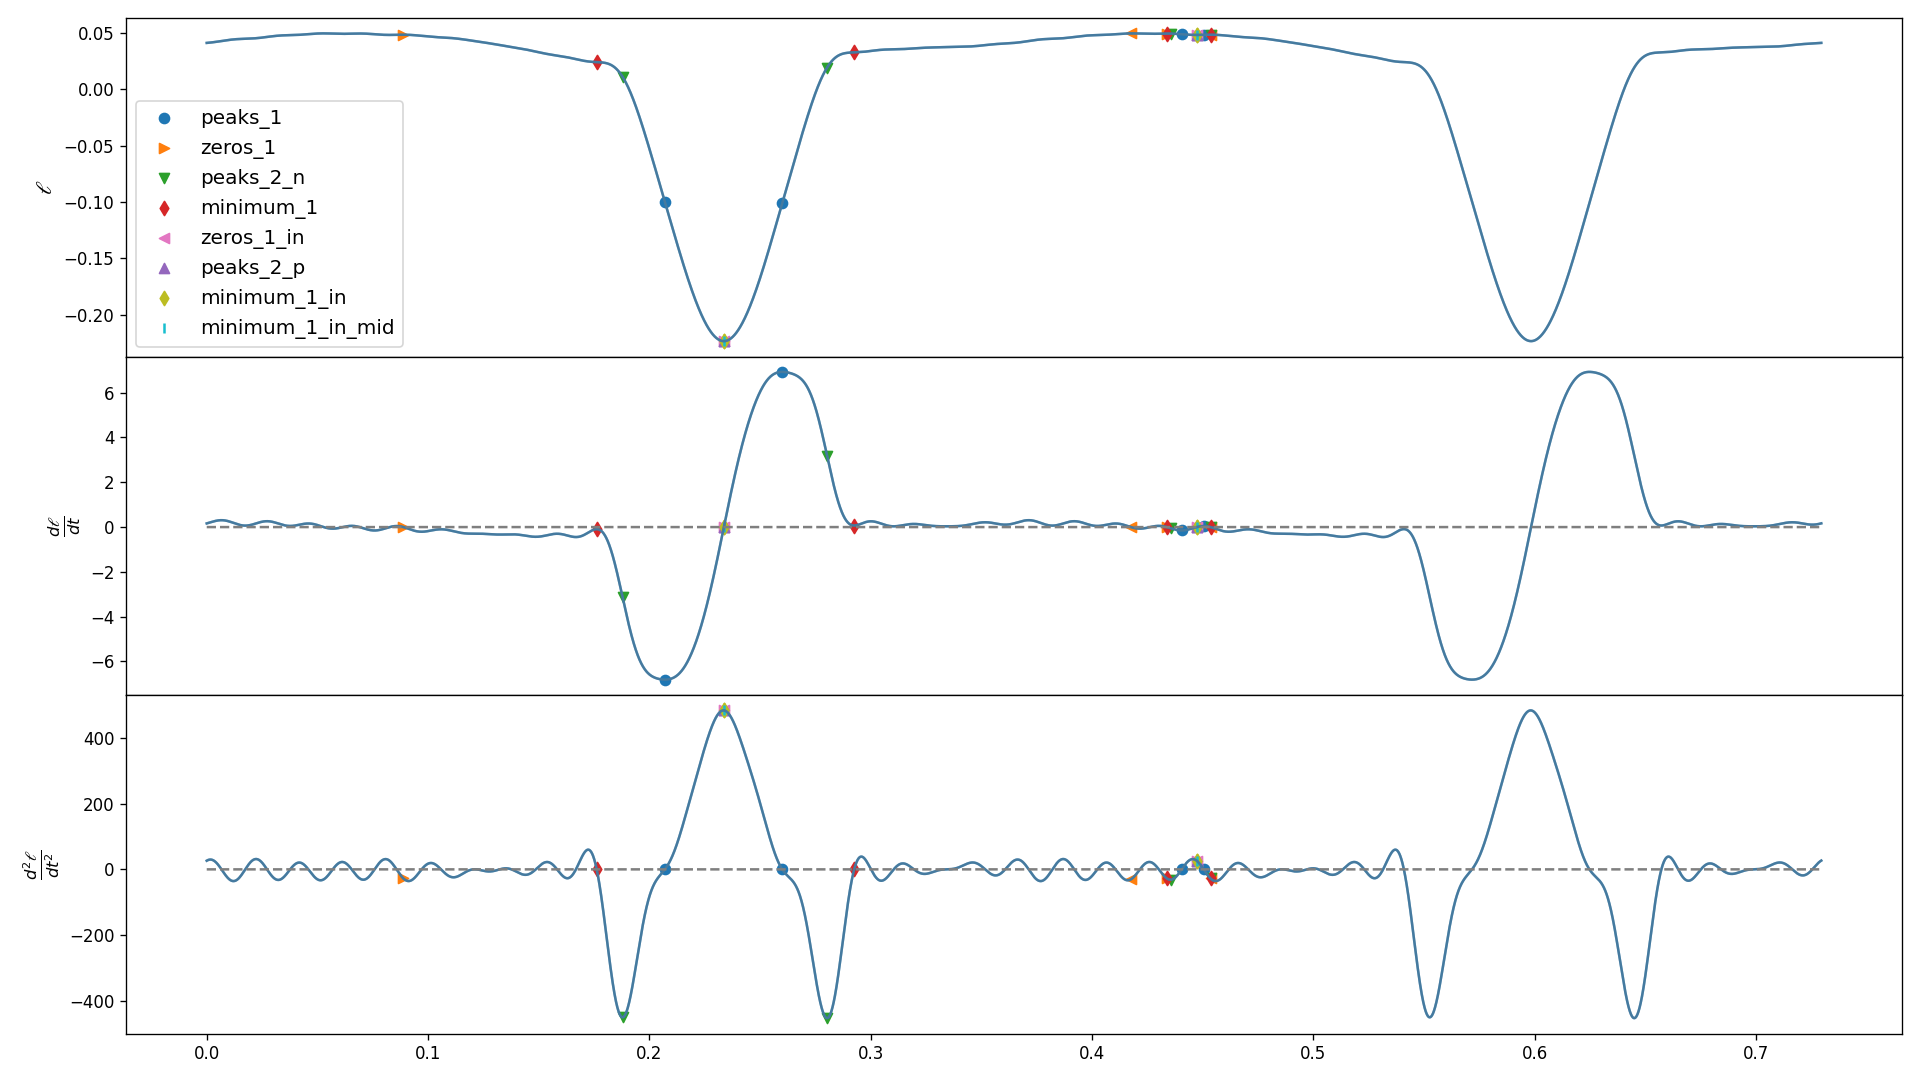 0.05
0.00
−0.05
−0.10
−0.15
−0.20
ℓ
peaks_1
zeros_1
peaks_2_n
minimum_1
zeros_1_in
peaks_2_p
minimum_1_in
minimum_1_in_mid
6
4
2
0
−2
−4
−6
dℓ
dt
400
200
0
−200
−400
d²ℓ
dt²
0.0 0.1 0.2 0.3 0.4 0.5 0.6 0.7